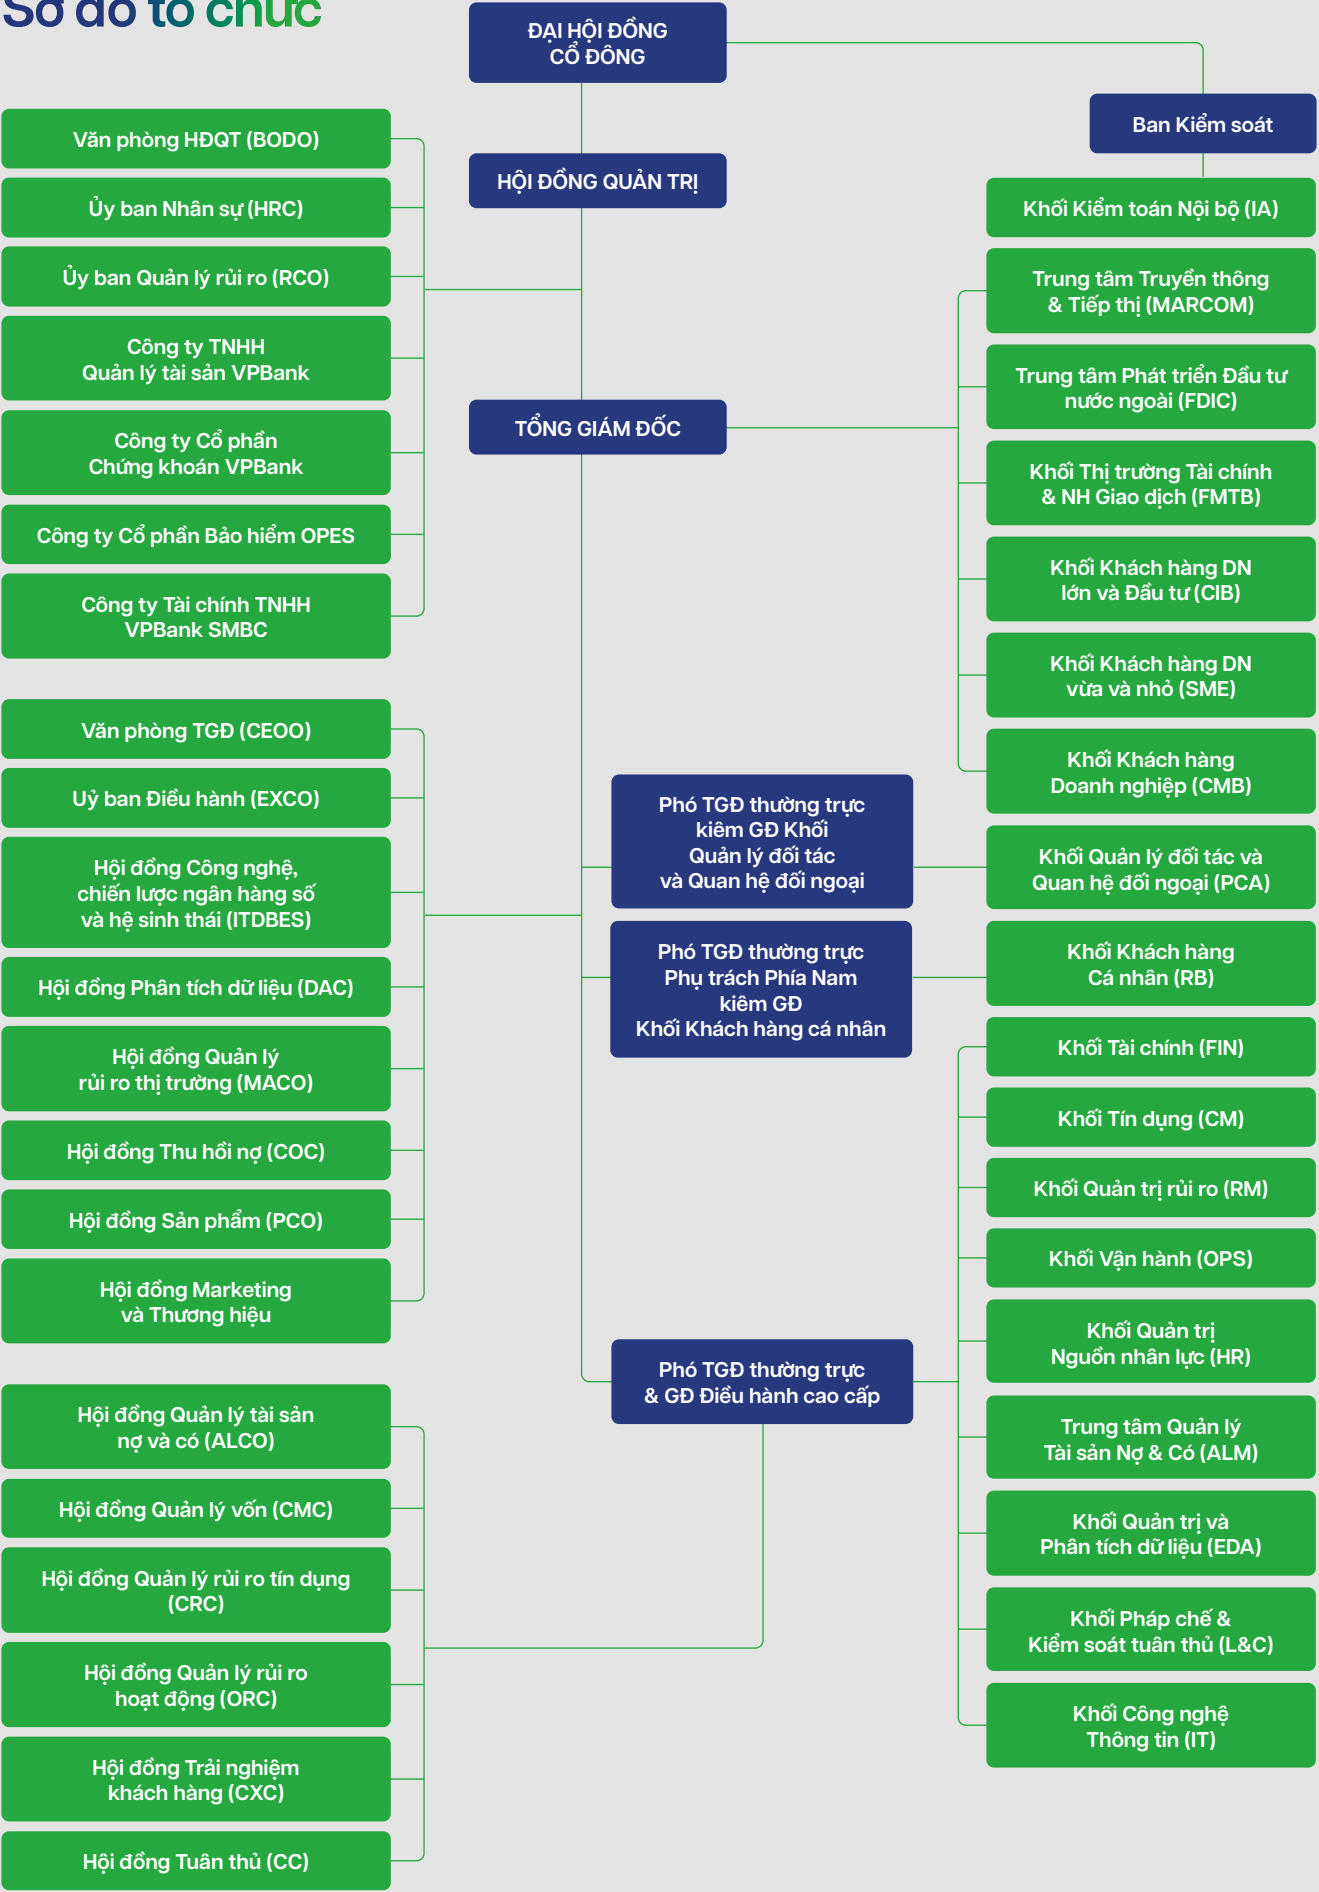 Sơ đồ tổ chức
ĐẠI HỘI ĐỒNG
CỔ ĐÔNG
Ban Kiểm soát
HỘI ĐỒNG QUẢN TRỊ
TỔNG GIÁM ĐỐC
Văn phòng HĐQT (BODO)
Ủy ban Nhân sự (HRC)
Ủy ban Quản lý rủi ro (RCO)
Công ty TNHH
Quản lý tài sản VPBank
Công ty Cổ phần
Chứng khoán VPBank
Công ty Cổ phần Bảo hiểm OPES
Công ty Tài chính TNHH
VPBank SMBC
Văn phòng TGĐ (CEOO)
Uỷ ban Điều hành (EXCO)
Hội đồng Công nghệ,
chiến lược ngân hàng số
và hệ sinh thái (ITDBES)
Hội đồng Phân tích dữ liệu (DAC)
Hội đồng Quản lý
rủi ro thị trường (MACO)
Hội đồng Thu hồi nợ (COC)
Hội đồng Sản phẩm (PCO)
Hội đồng Marketing
và Thương hiệu
Hội đồng Quản lý tài sản
nợ và có (ALCO)
Hội đồng Quản lý vốn (CMC)
Hội đồng Quản lý rủi ro tín dụng
(CRC)
Hội đồng Quản lý rủi ro
hoạt động (ORC)
Hội đồng Trải nghiệm
khách hàng (CXC)
Hội đồng Tuân thủ (CC)
Phó TGĐ thường trực
kiêm GĐ Khối
Quản lý đối tác
và Quan hệ đối ngoại
Phó TGĐ thường trực
Phụ trách Phía Nam
kiêm GĐ
Khối Khách hàng cá nhân
Phó TGĐ thường trực
& GĐ Điều hành cao cấp
Khối Kiểm toán Nội bộ (IA)
Trung tâm Truyền thông
& Tiếp thị (MARCOM)
Trung tâm Phát triển Đầu tư
nước ngoài (FDIC)
Khối Thị trường Tài chính
& NH Giao dịch (FMTB)
Khối Khách hàng DN
lớn và Đầu tư (CIB)
Khối Khách hàng DN
vừa và nhỏ (SME)
Khối Khách hàng
Doanh nghiệp (CMB)
Khối Quản lý đối tác và
Quan hệ đối ngoại (PCA)
Khối Khách hàng
Cá nhân (RB)
Khối Tài chính (FIN)
Khối Tín dụng (CM)
Khối Quản trị rủi ro (RM)
Khối Vận hành (OPS)
Khối Quản trị
Nguồn nhân lực (HR)
Trung tâm Quản lý
Tài sản Nợ & Có (ALM)
Khối Quản trị và
Phân tích dữ liệu (EDA)
Khối Pháp chế &
Kiểm soát tuân thủ (L&C)
Khối Công nghệ
Thông tin (IT)